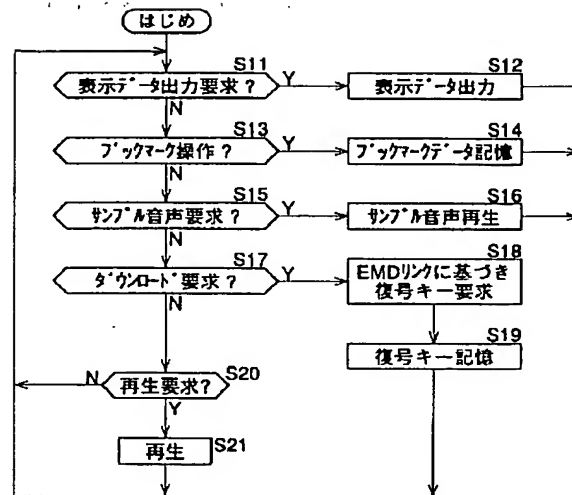 はじめ
S11
表示データ出力要求?
Y
N
S12
表示データ出力
S13
ブックマーク操作?
Y
N
S14
ブックマークデータ記憶
S15
サンプル音声要求?
Y
N
S16
サンプル音声再生
S17
ダウンロード要求?
Y
N
S18
EMDリンクに基づき
復号キー要求
S19
復号キー記憶
S20
再生要求?
N
Y
S21
再生